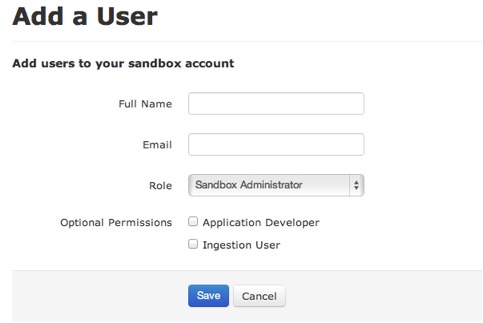 Add a User
Add users to your sandbox account
Full Name
Email
Role Sandbox Administrator
Optional Permissions Application Developer
Ingestion User
Save Cancel